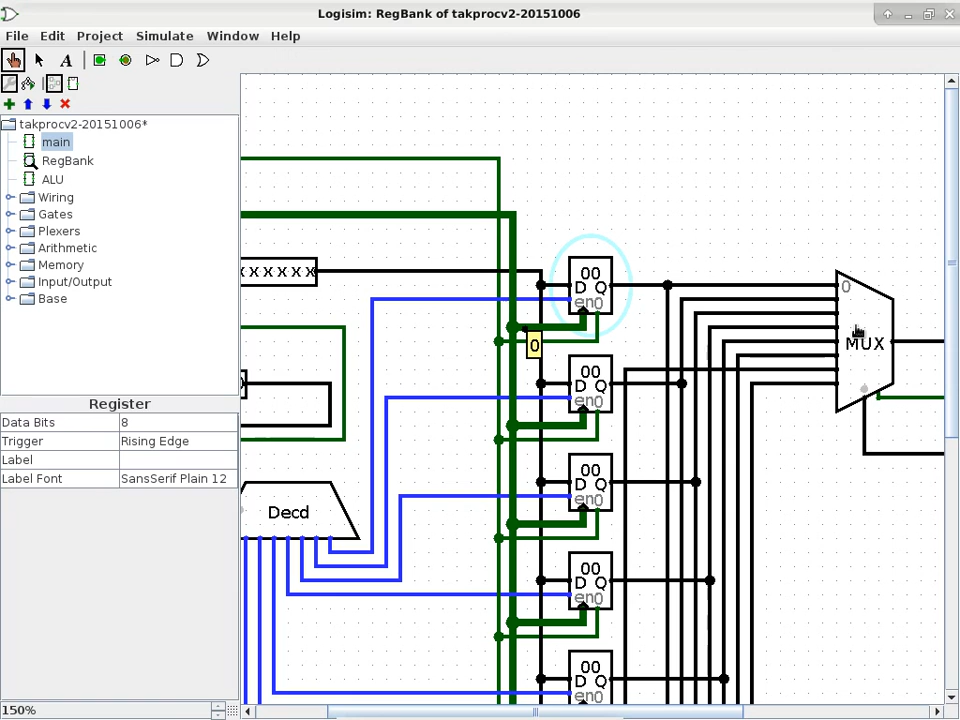 Logisim: RegBank of takprocv2-20151006
File Edit Project Simulate Window Help
A
takprocv2-20151006*
main
RegBank
ALU
Wiring
Gates
Plexers
Arithmetic
Memory
Input/Output
Base
Register
Data Bits 8
Trigger Rising Edge
Label
Label Font SansSerif Plain 12
150%
xxxxxx
Decd
00
D Q
en0
0
00
D Q
en0
00
D Q
en0
00
D Q
en0
00
D Q
en0
0
MUX